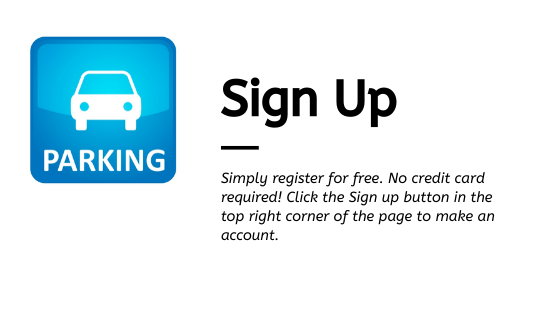 PARKING
Sign Up
Simply register for free. No credit card
required! Click the Sign up button in the
top right corner of the page to make an
account.